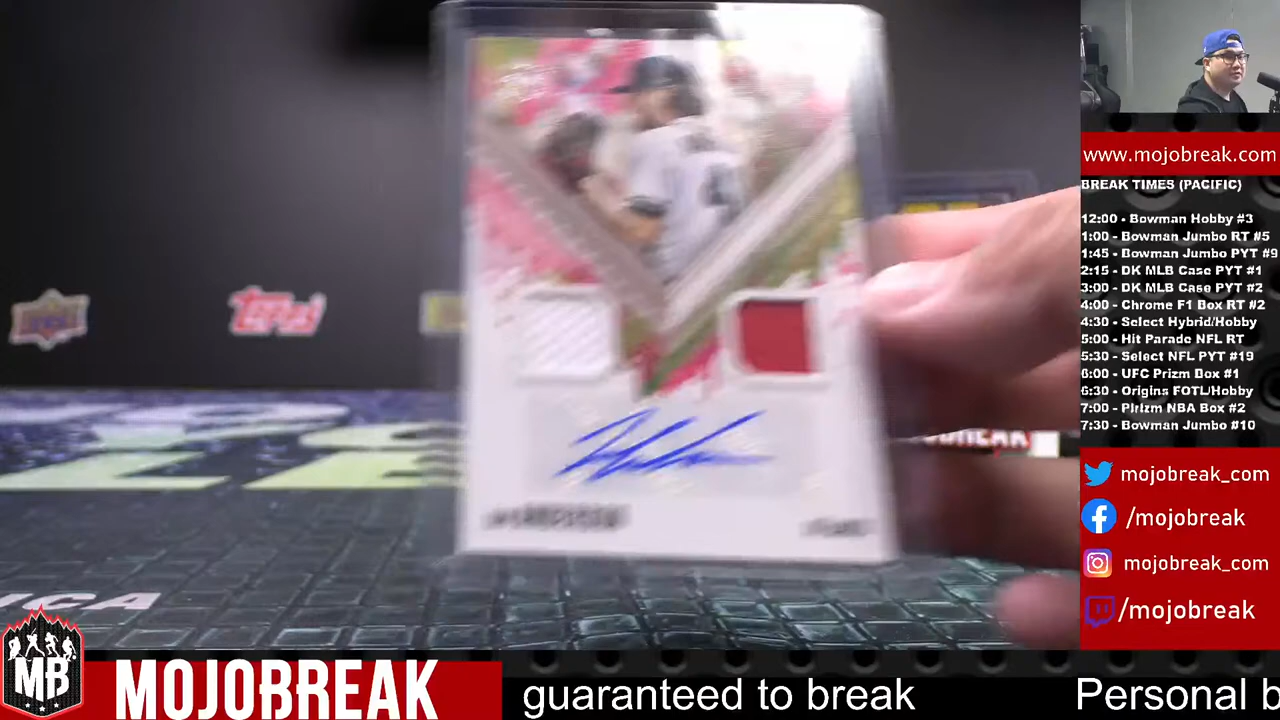 www.mojobreak.com
BREAK TIMES (PACIFIC)
12:00 - Bowman Hobby #3
1:00 - Bowman Jumbo RT #5
1:45 - Bowman Jumbo PYT #9
2:15 - DK MLB Case PYT #1
3:00 - DK MLB Case PYT #2
4:00 - Chrome F1 Box RT #2
4:30 - Select Hybrid/Hobby
5:00 - Hit Parade NFL RT
5:30 - Select NFL PYT #19
6:00 - UFC Prizm Box #1
6:30 - Origins FOTL/Hobby
7:00 - Pirizm NBA Box #2
7:30 - Bowman Jumbo #10
mojobreak_com
/mojobreak
mojobreak_com
/mojobreak
Topps
MB
MOJOBREAK
guaranteed to break
Personal b